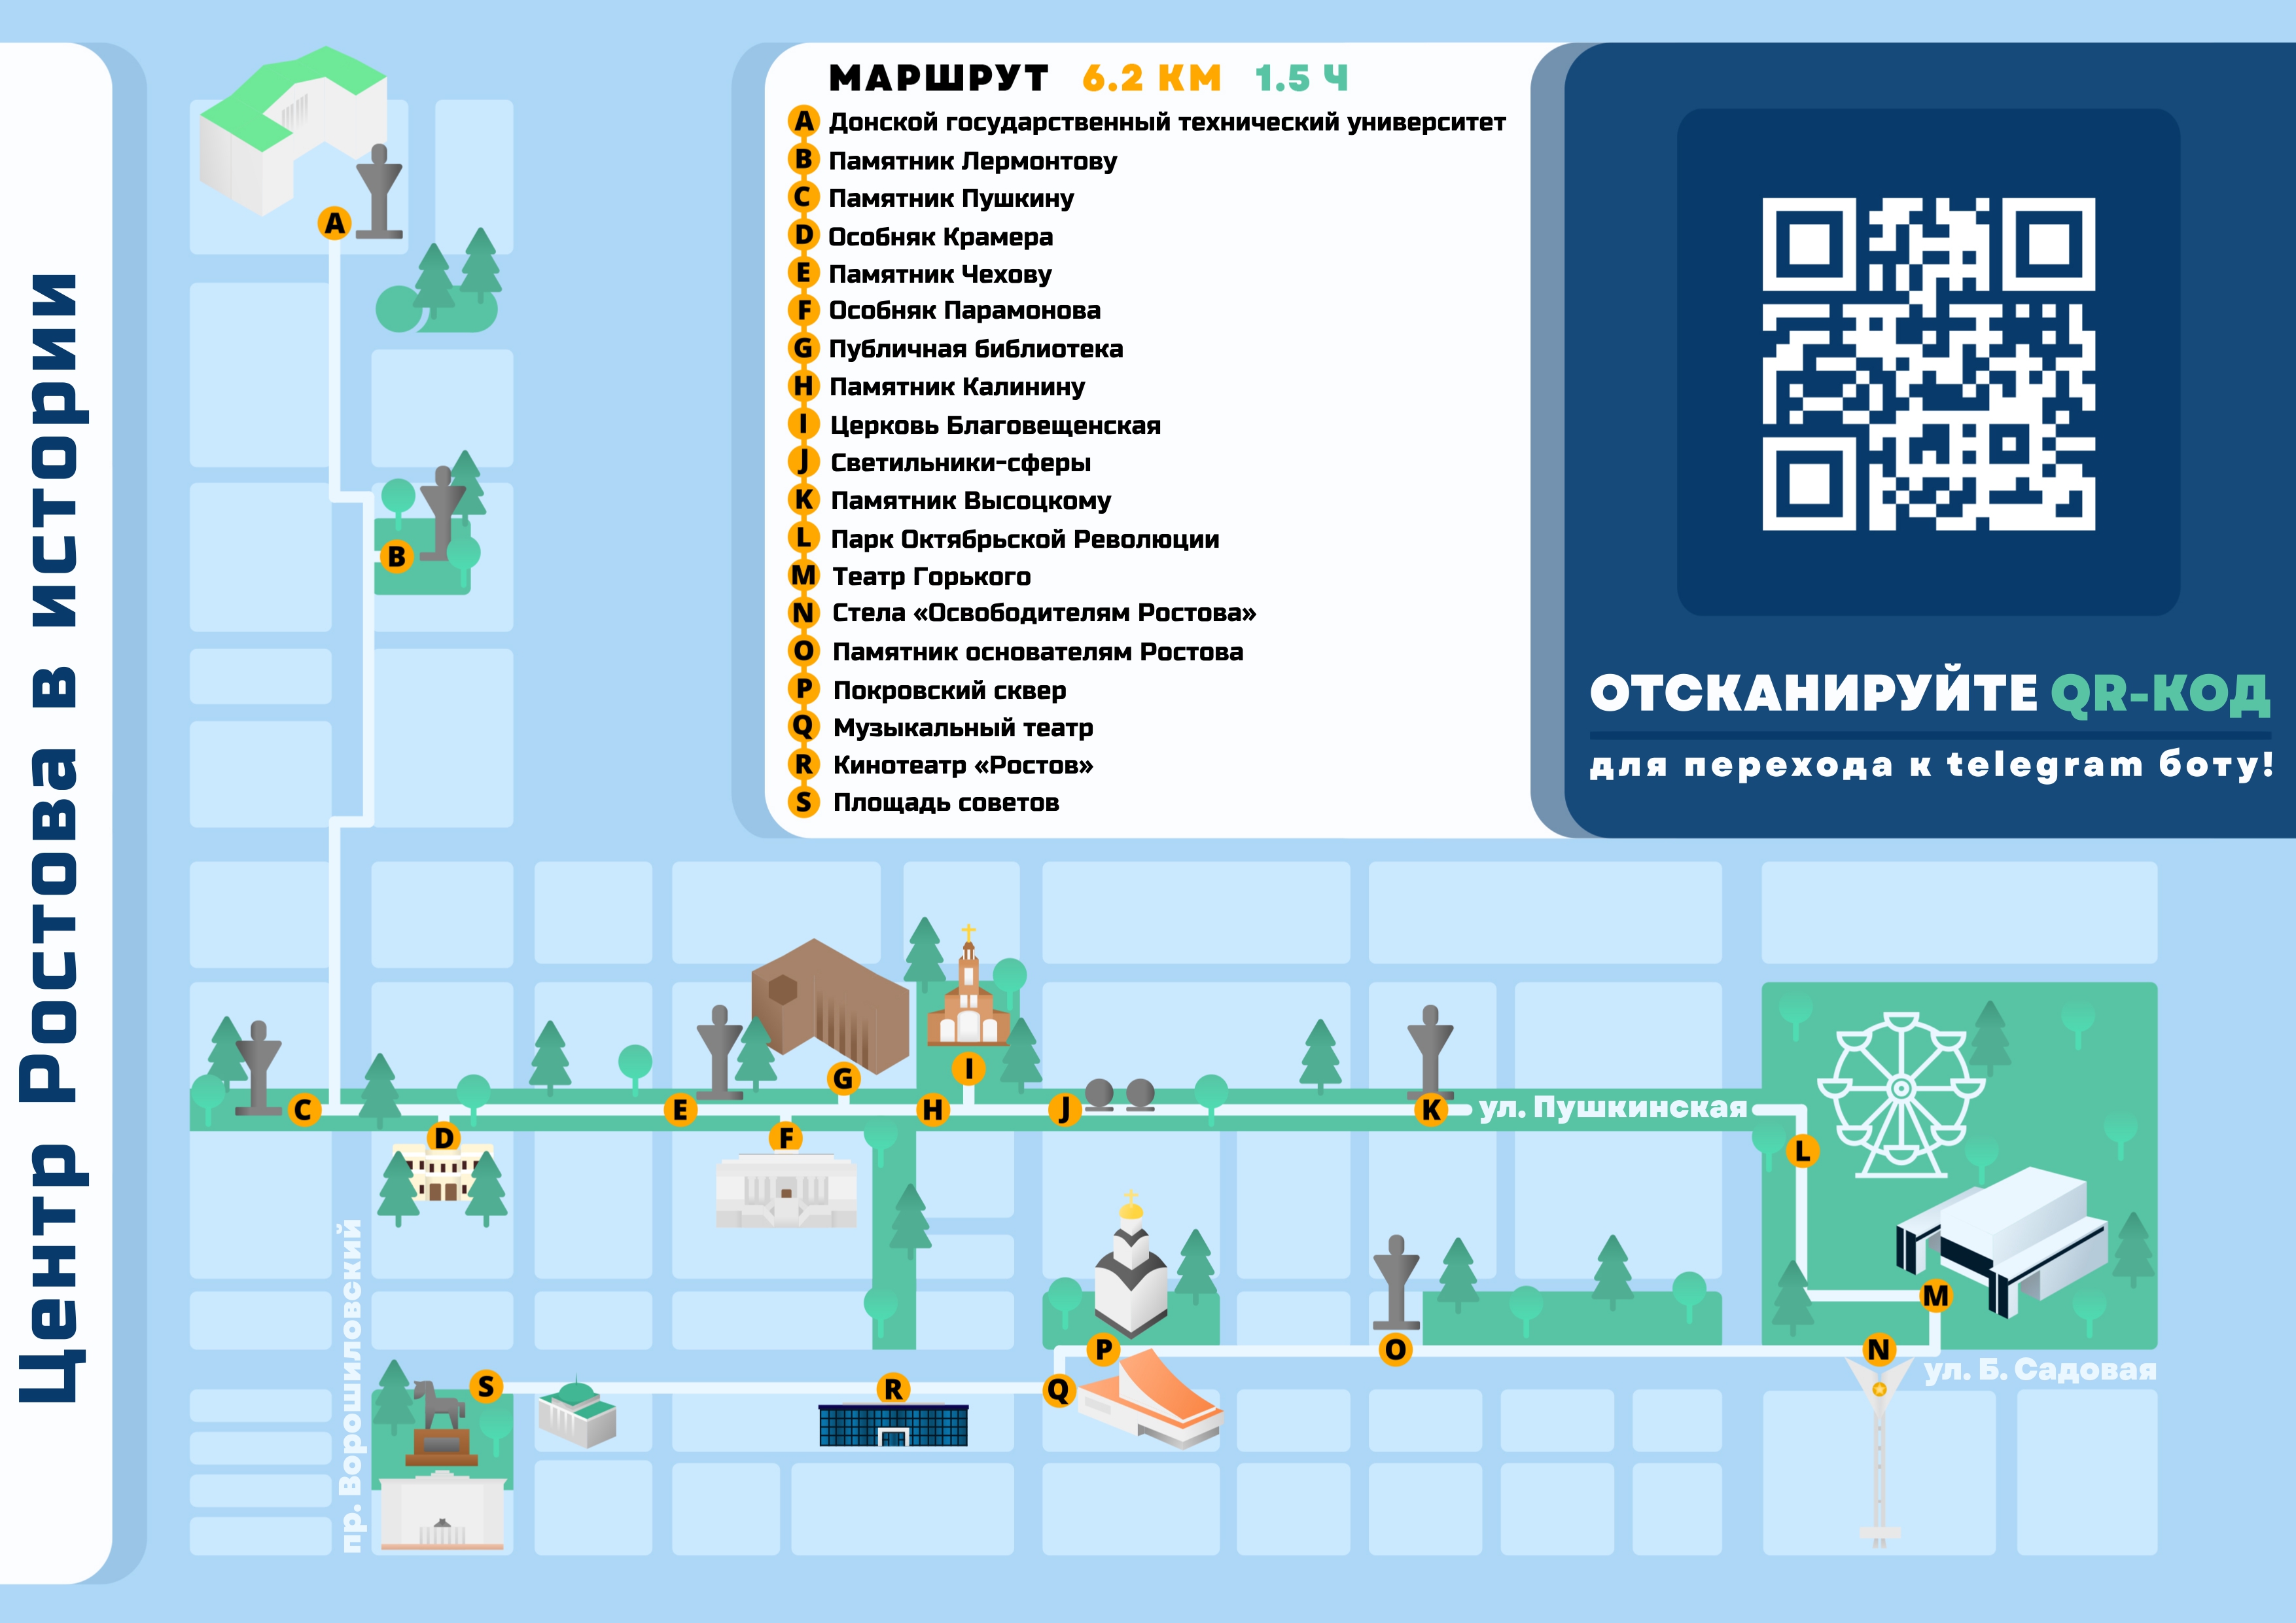 Центр Ростова в истории
МАРШРУТ 6.2 КМ 1.5 Ч
A Донской государственный технический университет
B Памятник Лермонтову
C Памятник Пушкину
D Особняк Крамера
E Памятник Чехову
F Особняк Парамонова
G Публичная библиотека
H Памятник Калинину
I Церковь Благовещенская
J Светильники-сферы
K Памятник Высоцкому
L Парк Октябрьской Революции
M Театр Горького
N Стела «Освободителям Ростова»
O Памятник основателям Ростова
P Покровский сквер
Q Музыкальный театр
R Кинотеатр «Ростов»
S Площадь советов
ОТСКАНИРУЙТЕ QR-КОД
для перехода к telegram боту!
A
B
C
D
E
F
G
H
I
J
K
ул. Пушкинская
L
M
N
O
P
Q
R
S
ул. Б. Садовая
пр. Ворошиловский